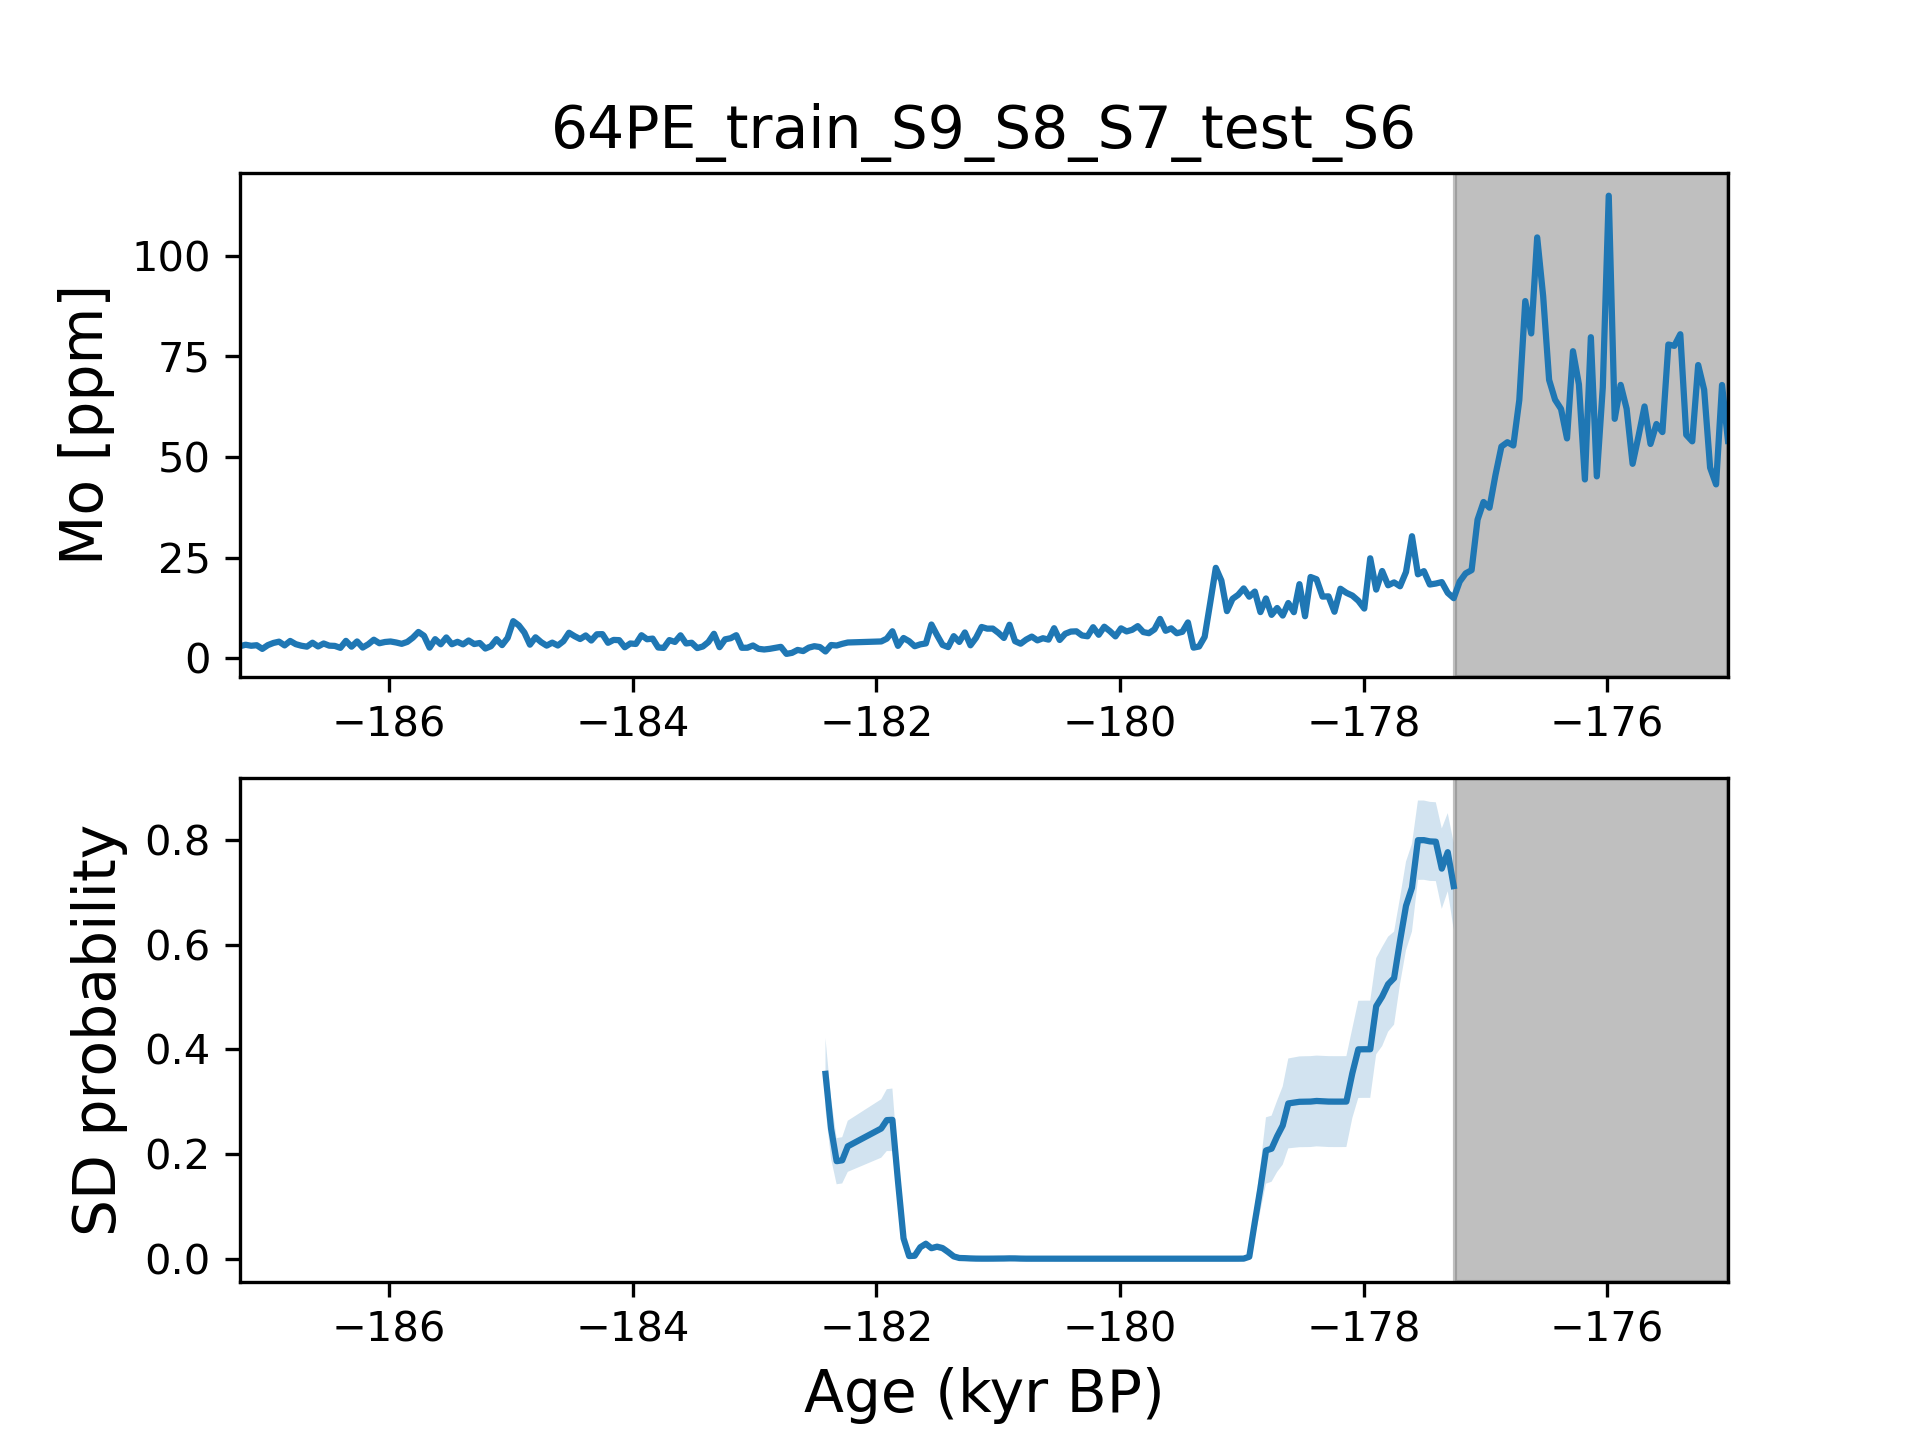 64PE_train_S9_S8_S7_test_S6
Mo [ppm]
100
75
50
25
0
−186 −184 −182 −180 −178 −176
SD probability
0.8
0.6
0.4
0.2
0.0
−186 −184 −182 −180 −178 −176
Age (kyr BP)